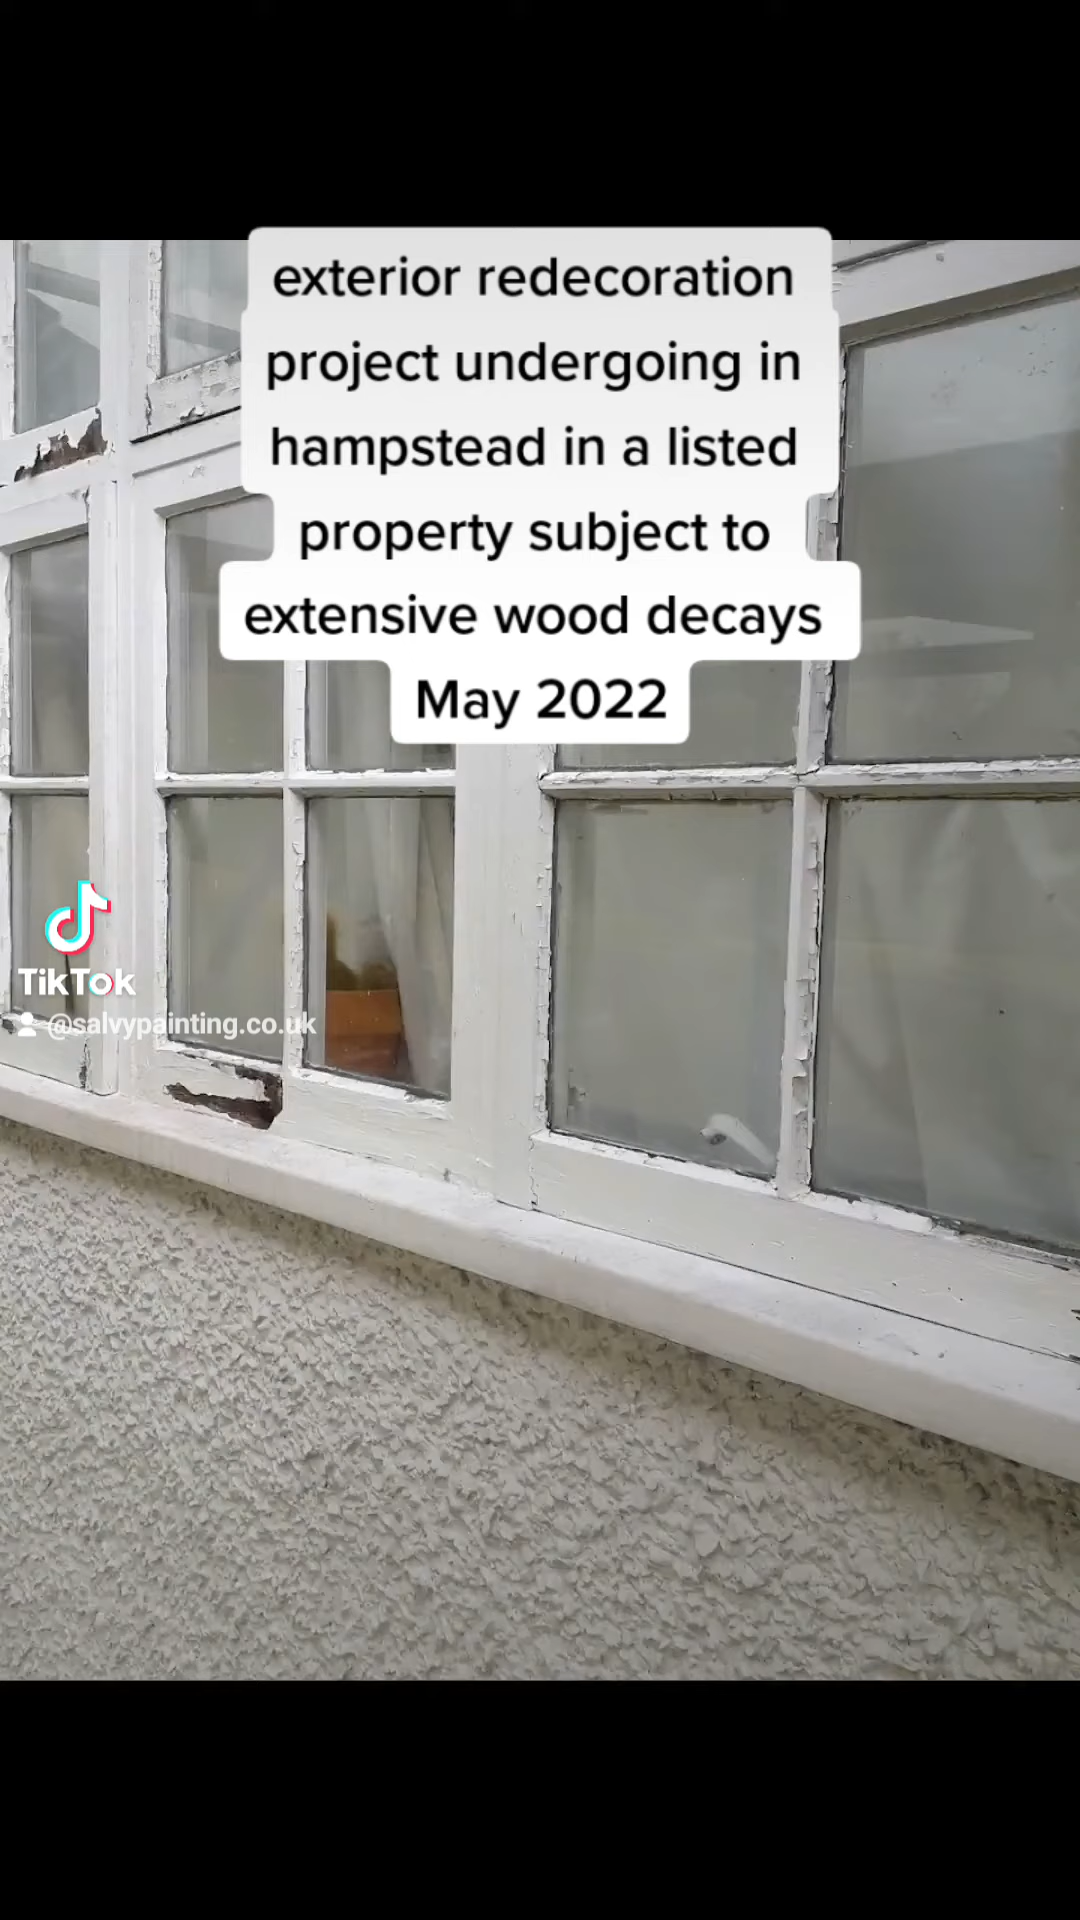 exterior redecoration
project undergoing in
hampstead in a listed
property subject to
extensive wood decays
May 2022
TikTok
@salvypainting.co.uk